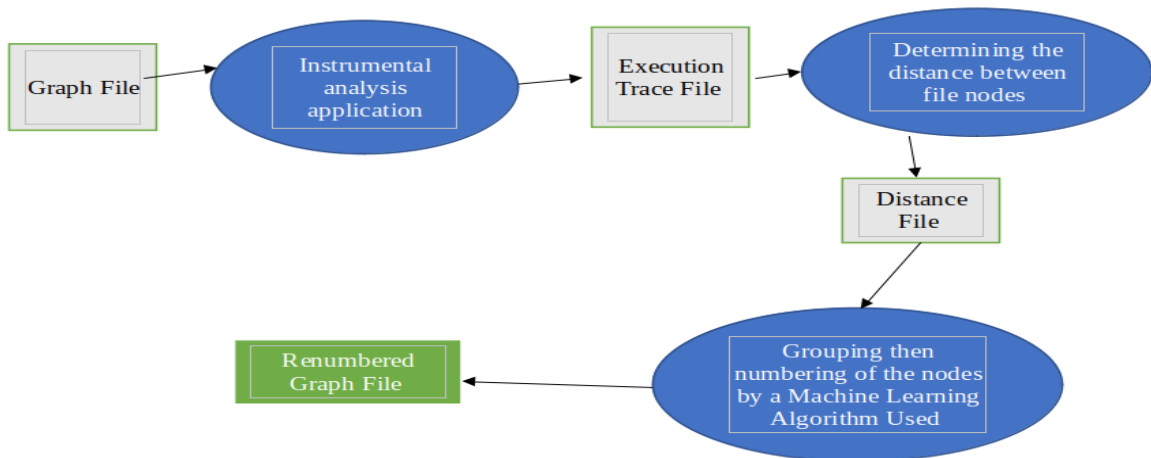 Graph File
Instrumental
analysis
application
Execution
Trace File
Determining the
distance between
file nodes
Distance
File
Grouping then
numbering of the nodes
by a Machine Learning
Algorithm Used
Renumbered
Graph File